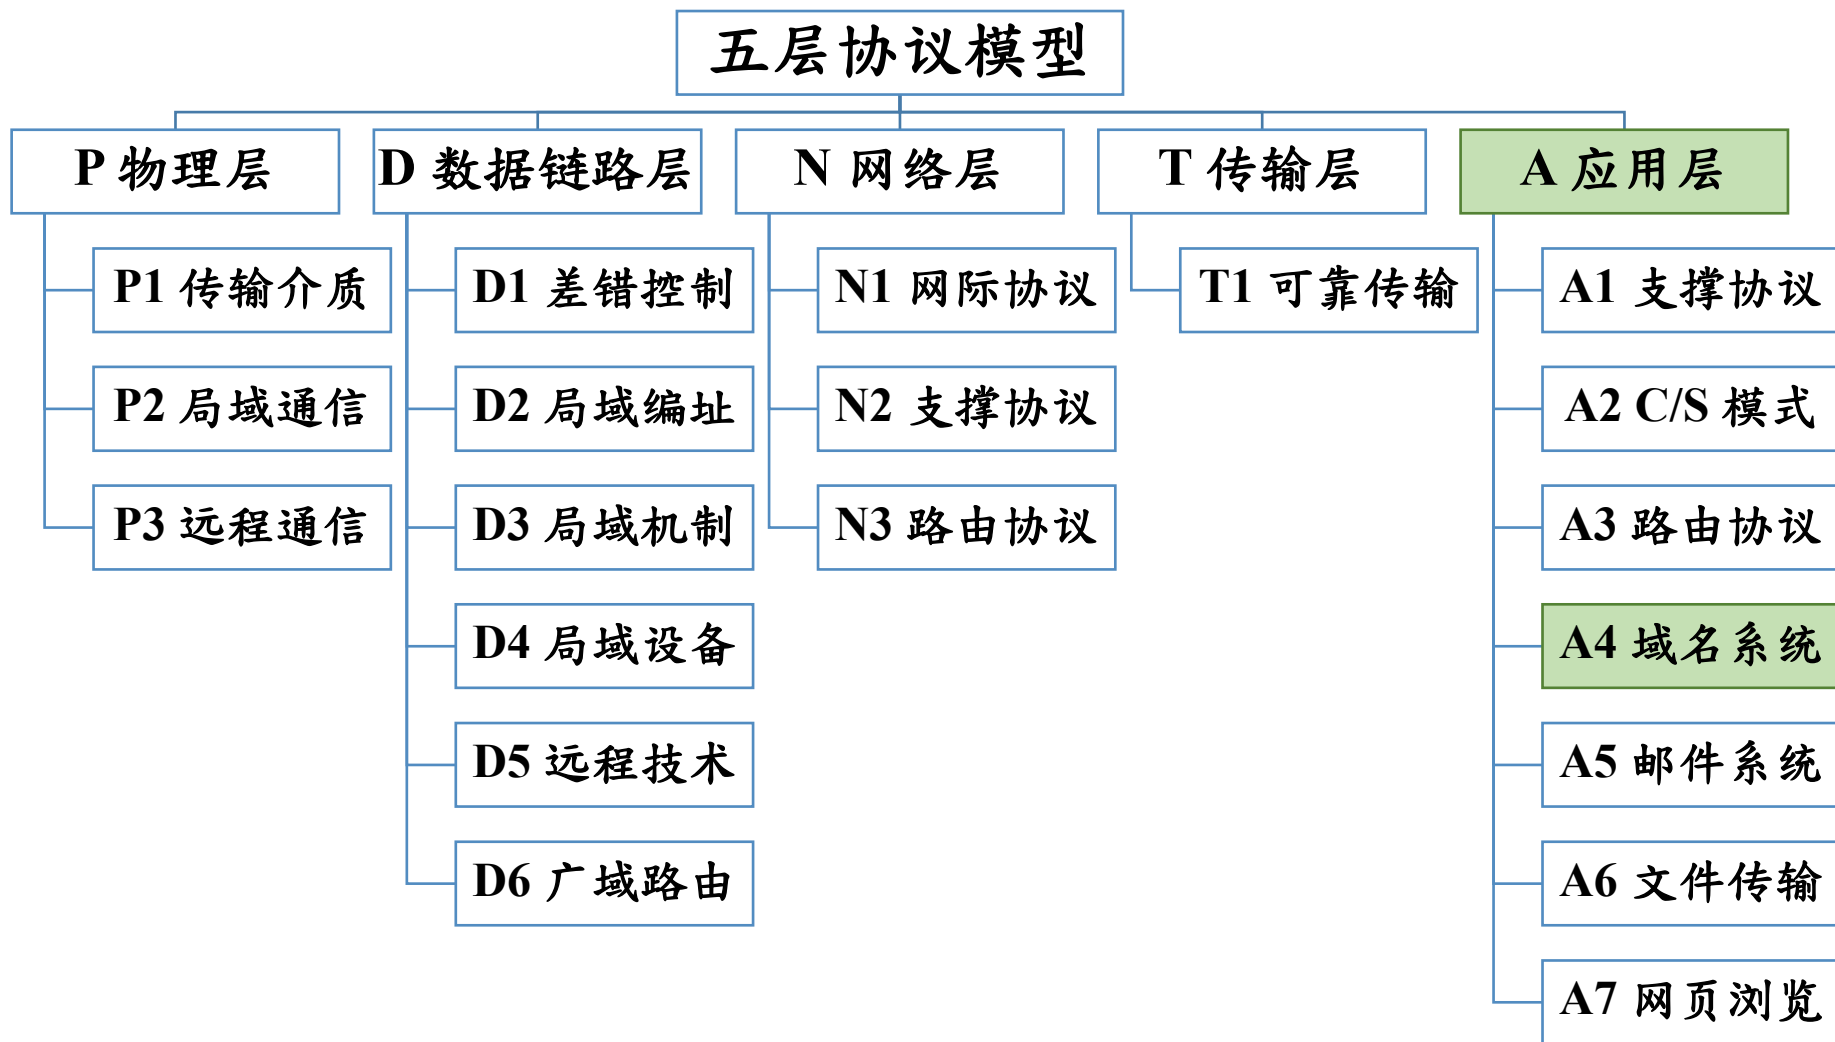 五层协议模型
P 物理层
P1 传输介质
P2 局域通信
P3 远程通信
D 数据链路层
D1 差错控制
D2 局域编址
D3 局域机制
D4 局域设备
D5 远程技术
D6 广域路由
N 网络层
N1 网际协议
N2 支撑协议
N3 路由协议
T 传输层
T1 可靠传输
A 应用层
A1 支撑协议
A2 C/S 模式
A3 路由协议
A4 域名系统
A5 邮件系统
A6 文件传输
A7 网页浏览